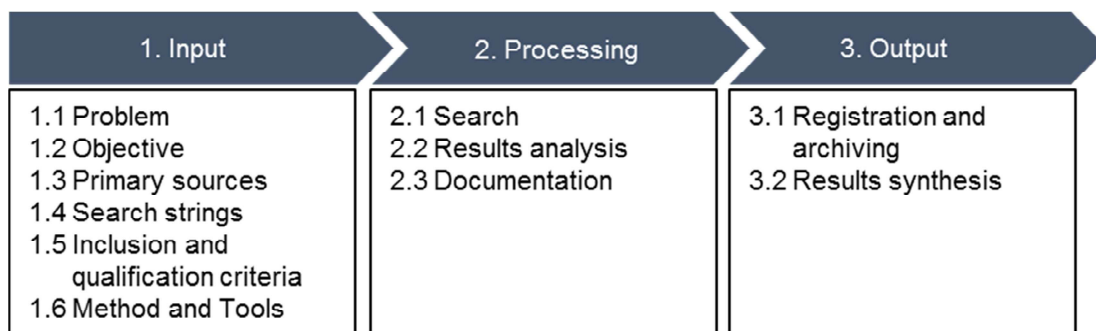 1. Input
2. Processing
3. Output
1.1 Problem
1.2 Objective
1.3 Primary sources
1.4 Search strings
1.5 Inclusion and
qualification criteria
1.6 Method and Tools
2.1 Search
2.2 Results analysis
2.3 Documentation
3.1 Registration and
archiving
3.2 Results synthesis